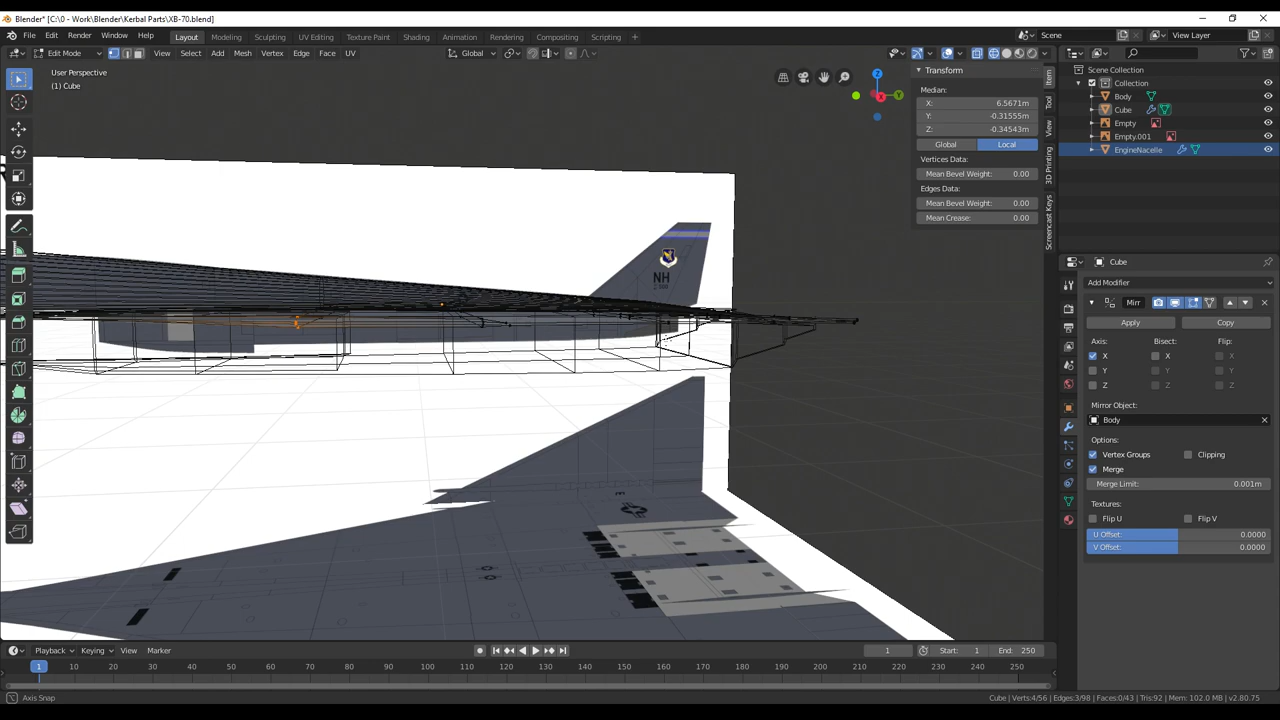 Blender* [C:\0 - Work\Blender\Kerbal Parts\XB-70.blend]
File Edit Render Window Help Layout Modeling Sculpting UV Editing Texture Paint Shading Animation Rendering Compositing Scripting + Scene View Layer
Edit Mode View Select Add Mesh Vertex Edge Face UV Global
User Perspective
(1) Cube
Transform
Median:
X: 6.5671m
Y: -0.31555m
Z: -0.34543m
Global Local
Vertices Data:
Mean Bevel Weight: 0.00
Edges Data:
Mean Bevel Weight: 0.00
Mean Crease: 0.00
Item
Tool
View
3D Printing
Screencast Keys
Z
Y
X
NH
Scene Collection
Collection
Body
Cube
Empty
Empty.001
EngineNacelle
Cube
Add Modifier
Mirr
Apply Copy
Axis: Bisect: Flip:
X X X
Y Y Y
Z Z Z
Mirror Object:
Body
Options:
Vertex Groups Clipping
Merge
Merge Limit: 0.001m
Textures:
Flip U Flip V
U Offset: 0.0000
V Offset: 0.0000
Playback Keying View Marker 1 Start: 1 End: 250
1 10 20 30 40 50 60 70 80 90 100 110 120 130 140 150 160 170 180 190 200 210 220 230 240 250
Axis Snap
Cube | Verts:4/56 | Edges:3/98 | Faces:0/43 | Tris:92 | Mem: 102.0 MB | v2.80.75